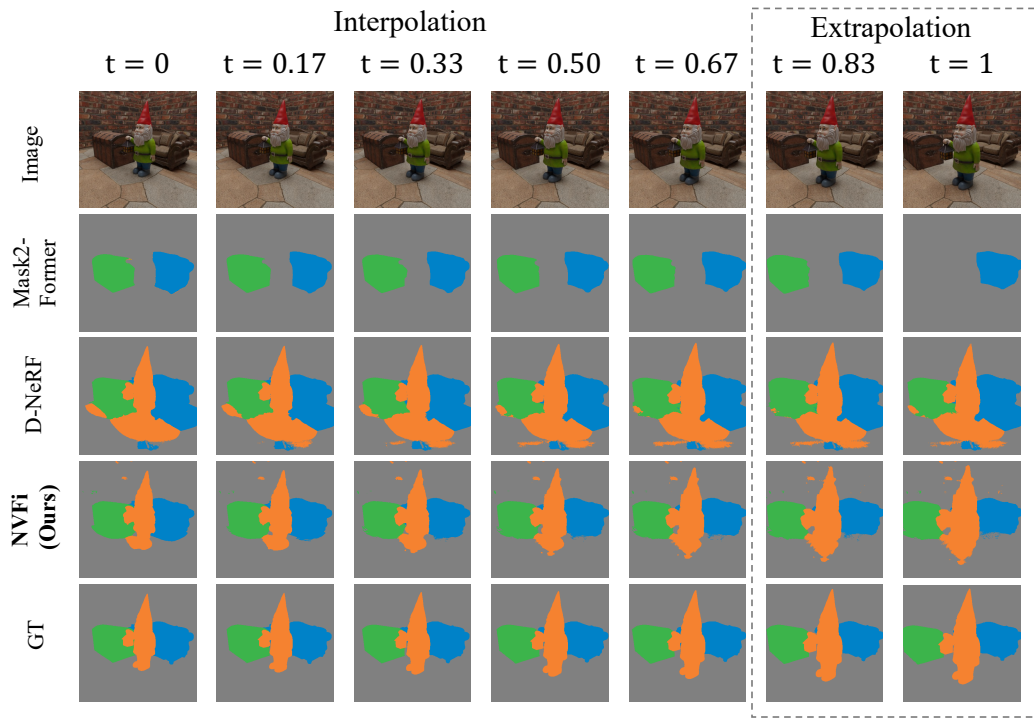 Interpolation
Extrapolation
t = 0
t = 0.17
t = 0.33
t = 0.50
t = 0.67
t = 0.83
t = 1
Image
Mask2-
Former
D-NeRF
NVFi
(Ours)
GT